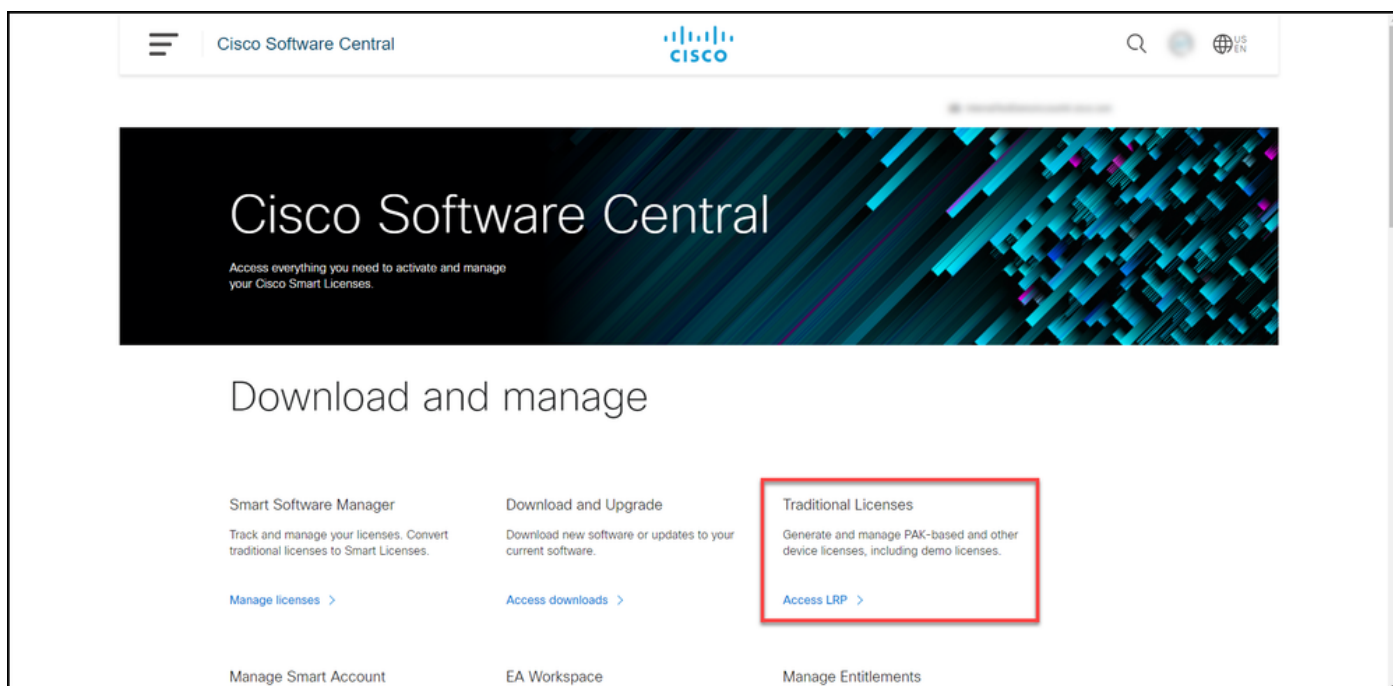 Cisco Software Central
CISCO
US
EN
Cisco Software Central
Access everything you need to activate and manage
your Cisco Smart Licenses.
Download and manage
Smart Software Manager
Track and manage your licenses. Convert
traditional licenses to Smart Licenses.
Manage licenses >
Download and Upgrade
Download new software or updates to your
current software.
Access downloads >
Traditional Licenses
Generate and manage PAK-based and other
device licenses, including demo licenses.
Access LRP >
Manage Smart Account
EA Workspace
Manage Entitlements